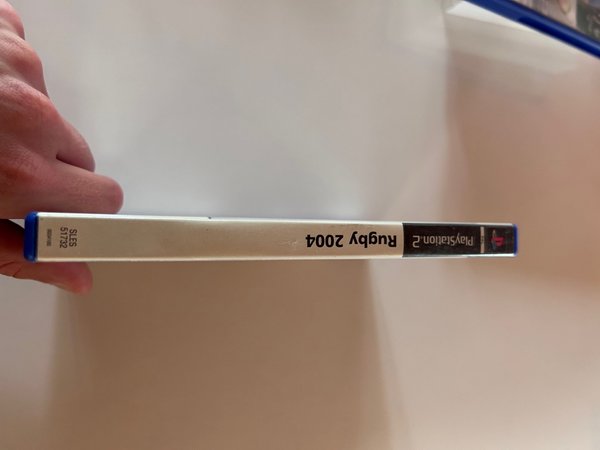 PlayStation 2
Rugby 2004
SLES
51732